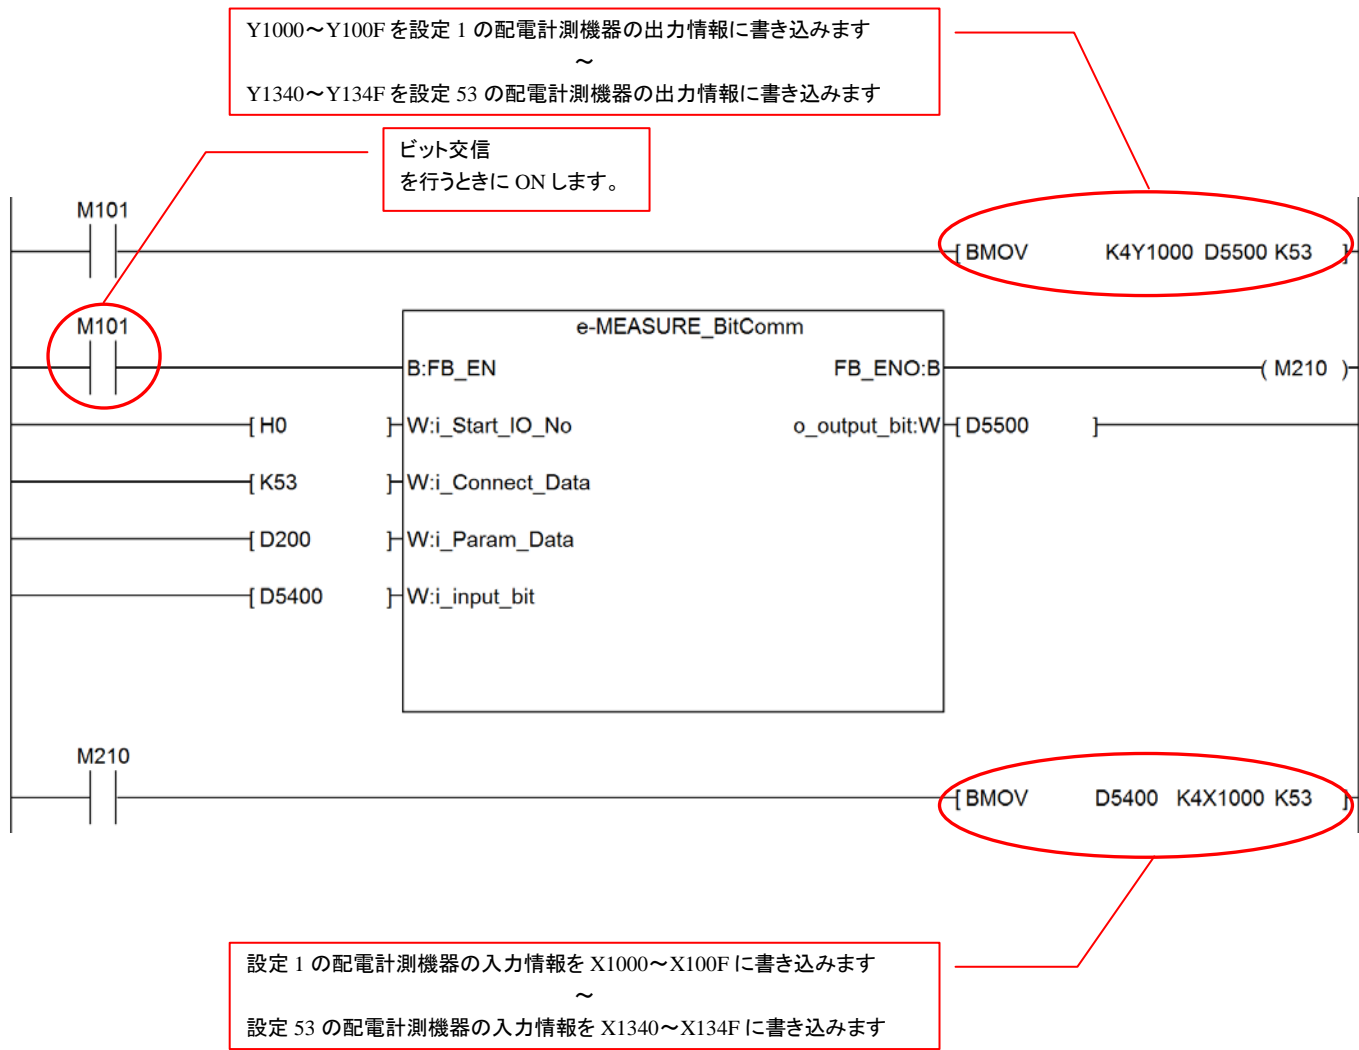 Y1000～Y100F を設定 1 の配電計測機器の出力情報に書き込みます
～
Y1340～Y134F を設定 53 の配電計測機器の出力情報に書き込みます
ビット交信
を行うときに ON します。
M101
[ BMOV K4Y1000 D5500 K53 ]
M101
e-MEASURE_BitComm
B:FB_EN FB_ENO:B ( M210 )
[ H0 ] W:i_Start_IO_No o_output_bit:W [ D5500 ]
[ K53 ] W:i_Connect_Data
[ D200 ] W:i_Param_Data
[ D5400 ] W:i_input_bit
M210
[ BMOV D5400 K4X1000 K53 ]
設定 1 の配電計測機器の入力情報を X1000～X100F に書き込みます
～
設定 53 の配電計測機器の入力情報を X1340～X134F に書き込みます